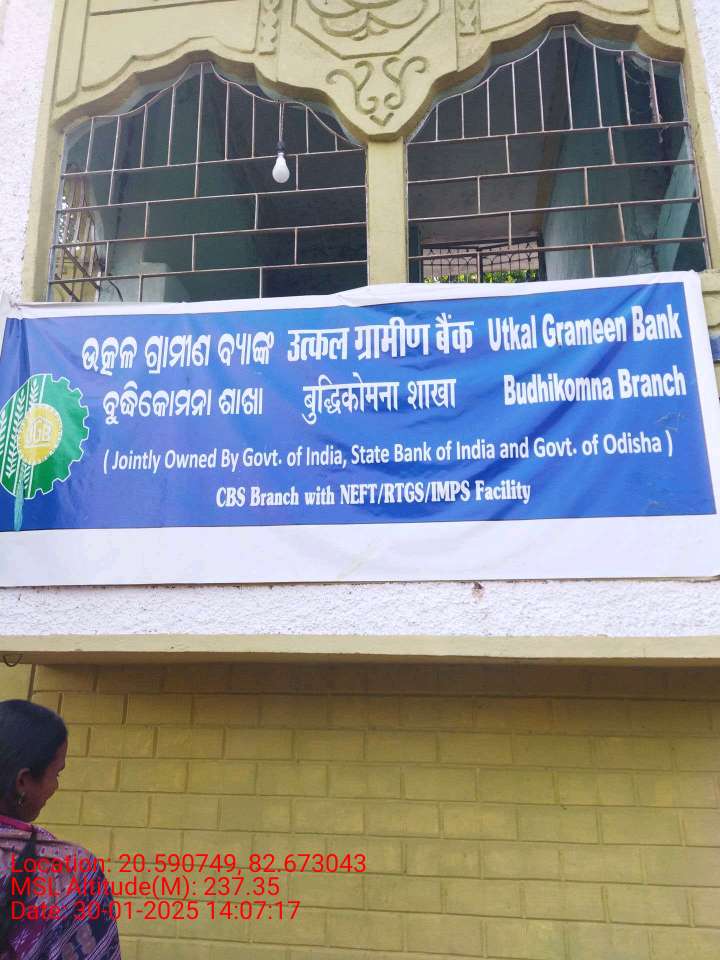 ଉତ୍କଳ ଗ୍ରାମୀଣ ବ୍ୟାଙ୍କ उत्कल ग्रामीण बैंक Utkal Grameen Bank
ବୁଦ୍ଧିକୋମନା ଶାଖା बुद्धिकोमना शाखा Budhikomna Branch
UGB
( Jointly Owned By Govt. of India, State Bank of India and Govt. of Odisha )
CBS Branch with NEFT/RTGS/IMPS Facility
Location: 20.590749, 82.673043
MSL Altitude(M): 237.35
Date: 30-01-2025 14:07:17